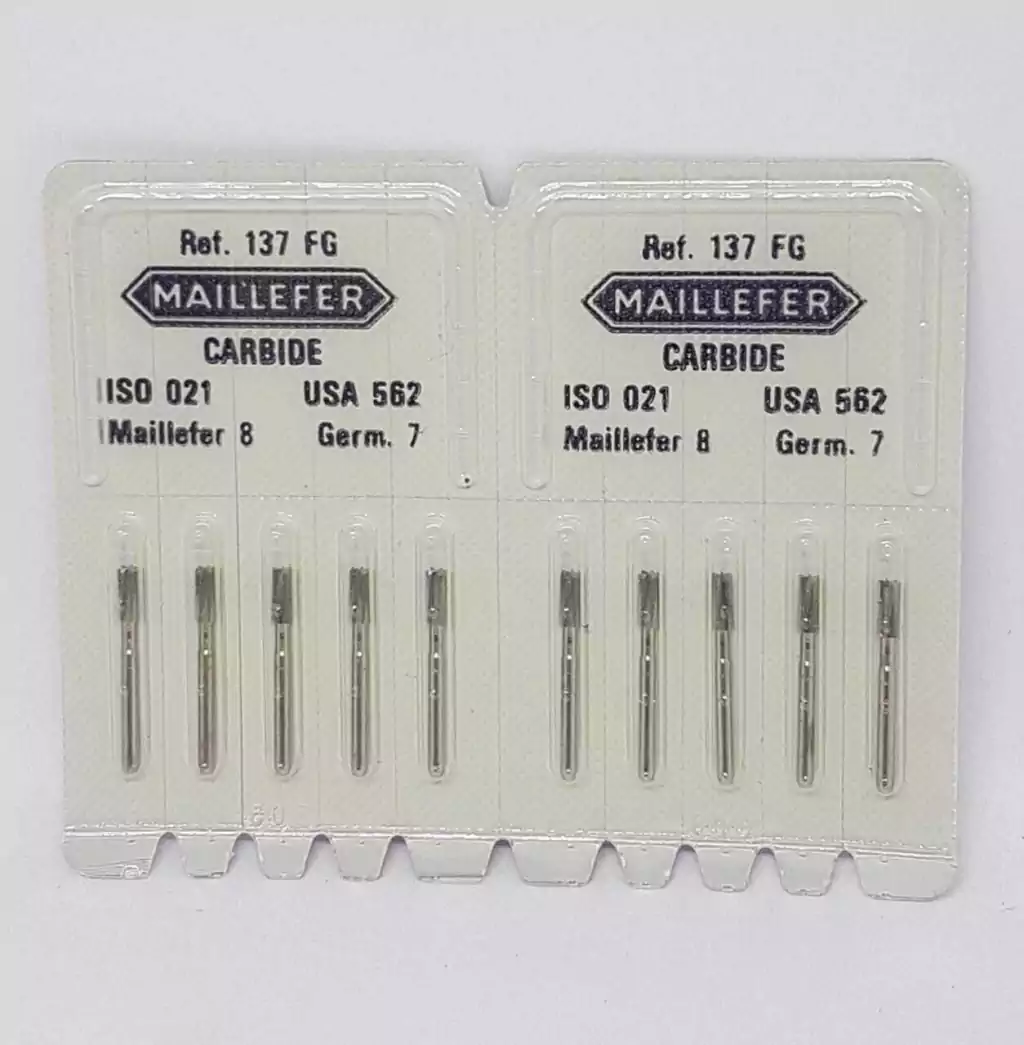 Ref. 137 FG
MAILLEFER
CARBIDE
ISO 021 USA 562
Maillefer 8 Germ. 7
Ref. 137 FG
MAILLEFER
CARBIDE
ISO 021 USA 562
Maillefer 8 Germ. 7